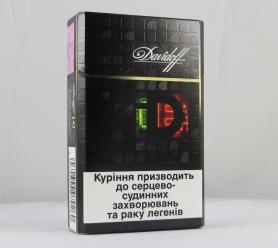 Davidoff
D
Куріння призводить
до серцево-
судинних
захворювань
та раку легенів